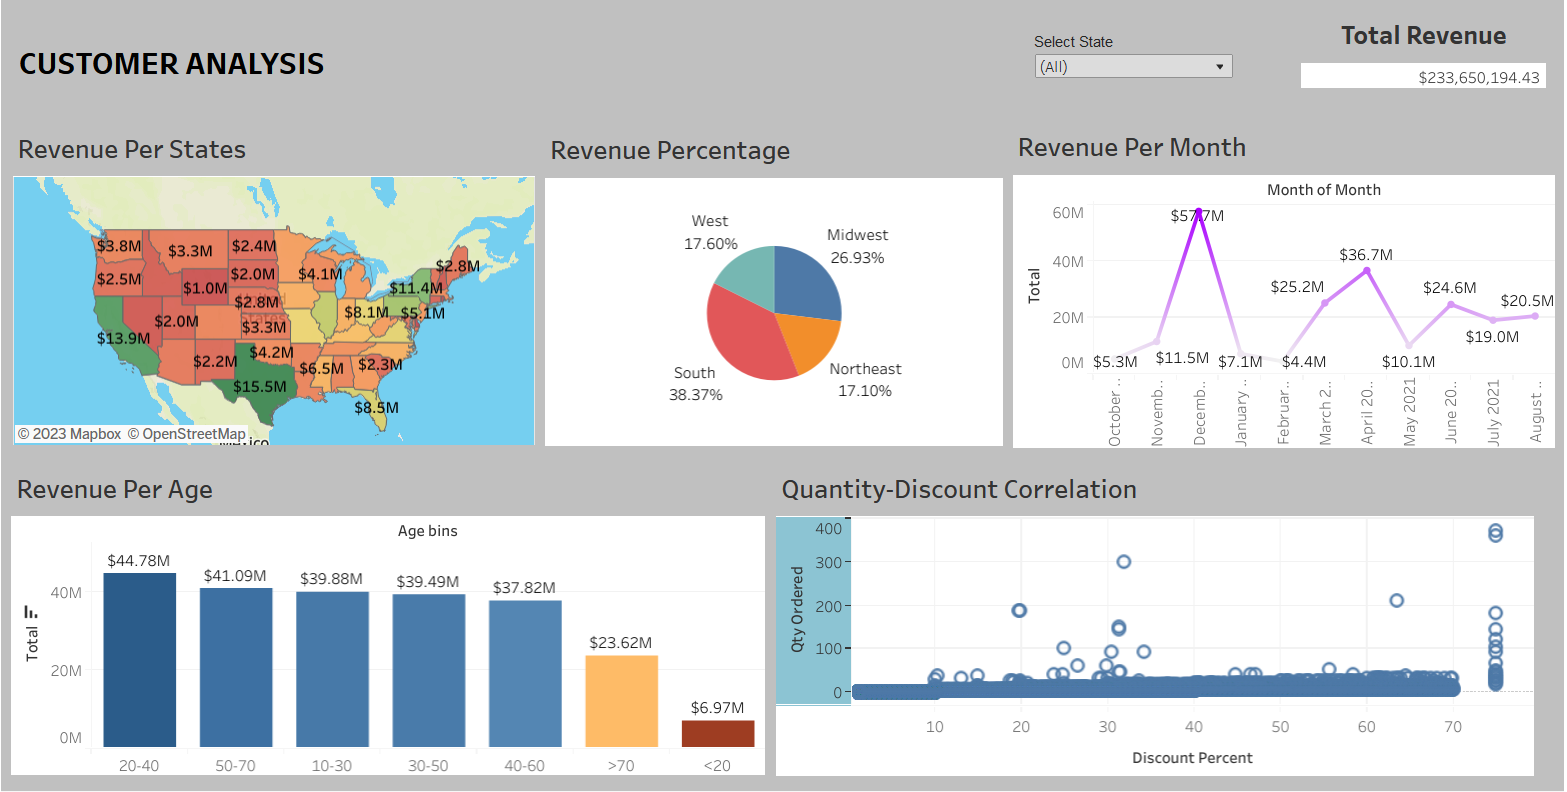 CUSTOMER ANALYSIS
Select State
(All)
Total Revenue
$233,650,194.43
Revenue Per States
$3.8M
$3.3M
$2.4M
$4.1M
$2.8M
$2.5M
$1.0M
$2.0M
$11.4M
$2.8M
$8.1M
$5.1M
$2.0M
$3.3M
$13.9M
$2.2M
$4.2M
$6.5M
$2.3M
$15.5M
$8.5M
United
States
© 2023 Mapbox © OpenStreetMap
Mexico
Revenue Percentage
West
17.60%
Midwest
26.93%
South
38.37%
Northeast
17.10%
Revenue Per Month
Month of Month
Total
60M
40M
20M
0M
$5.3M
$11.5M
$57.7M
$7.1M
$4.4M
$25.2M
$36.7M
$10.1M
$24.6M
$19.0M
$20.5M
October ..
Novemb..
Decemb..
January ..
Februar..
March 2..
April 20..
May 2021
June 20..
July 2021
August ..
Revenue Per Age
Age bins
Total
40M
20M
0M
$44.78M
$41.09M
$39.88M
$39.49M
$37.82M
$23.62M
$6.97M
20-40
50-70
10-30
30-50
40-60
>70
<20
Quantity-Discount Correlation
Qty Ordered
400
300
200
100
0
10
20
30
40
50
60
70
Discount Percent